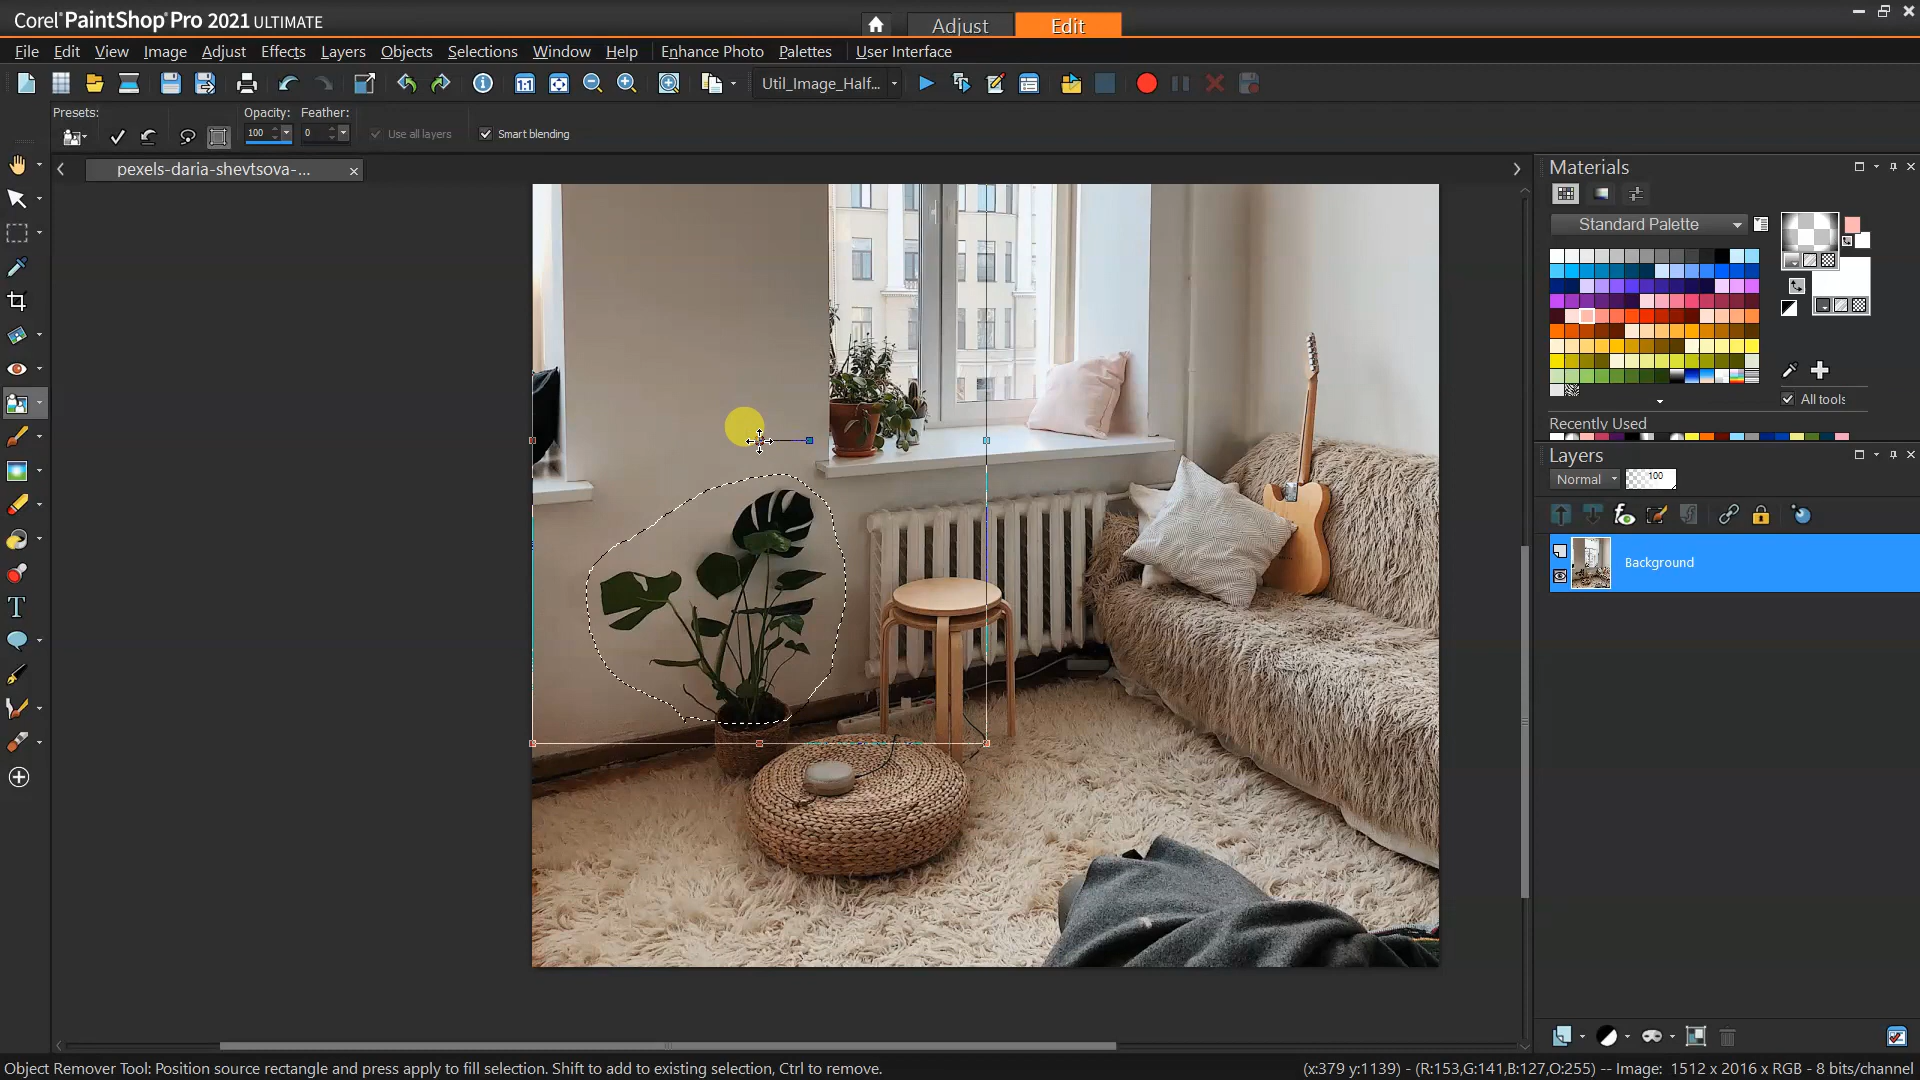 Corel PaintShop Pro 2021 ULTIMATE
Adjust
Edit
File Edit View Image Adjust Effects Layers Objects Selections Window Help Enhance Photo Palettes User Interface
1:1
Util_Image_Half...
Presets:
Opacity:
Feather:
100
0
Use all layers
Smart blending
pexels-daria-shevtsova-...
Materials
Standard Palette
All tools
Recently Used
Layers
Normal
100
Background
Object Remover Tool: Position source rectangle and press apply to fill selection. Shift to add to existing selection, Ctrl to remove.
(x:379 y:1139) - (R:153,G:141,B:127,O:255) -- Image: 1512 x 2016 x RGB - 8 bits/channel